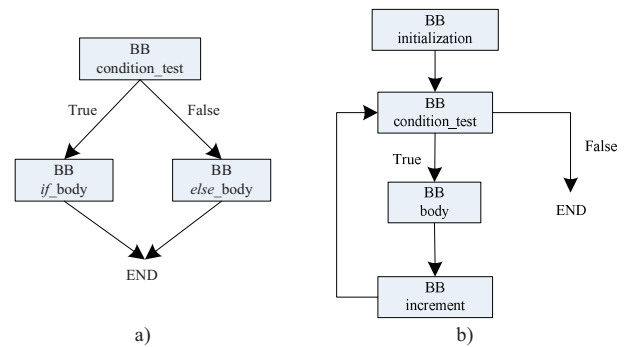 BB
condition_test
True
False
BB
if_body
BB
else_body
END
a)
BB
initialization
BB
condition_test
True
False
BB
body
END
BB
increment
b)